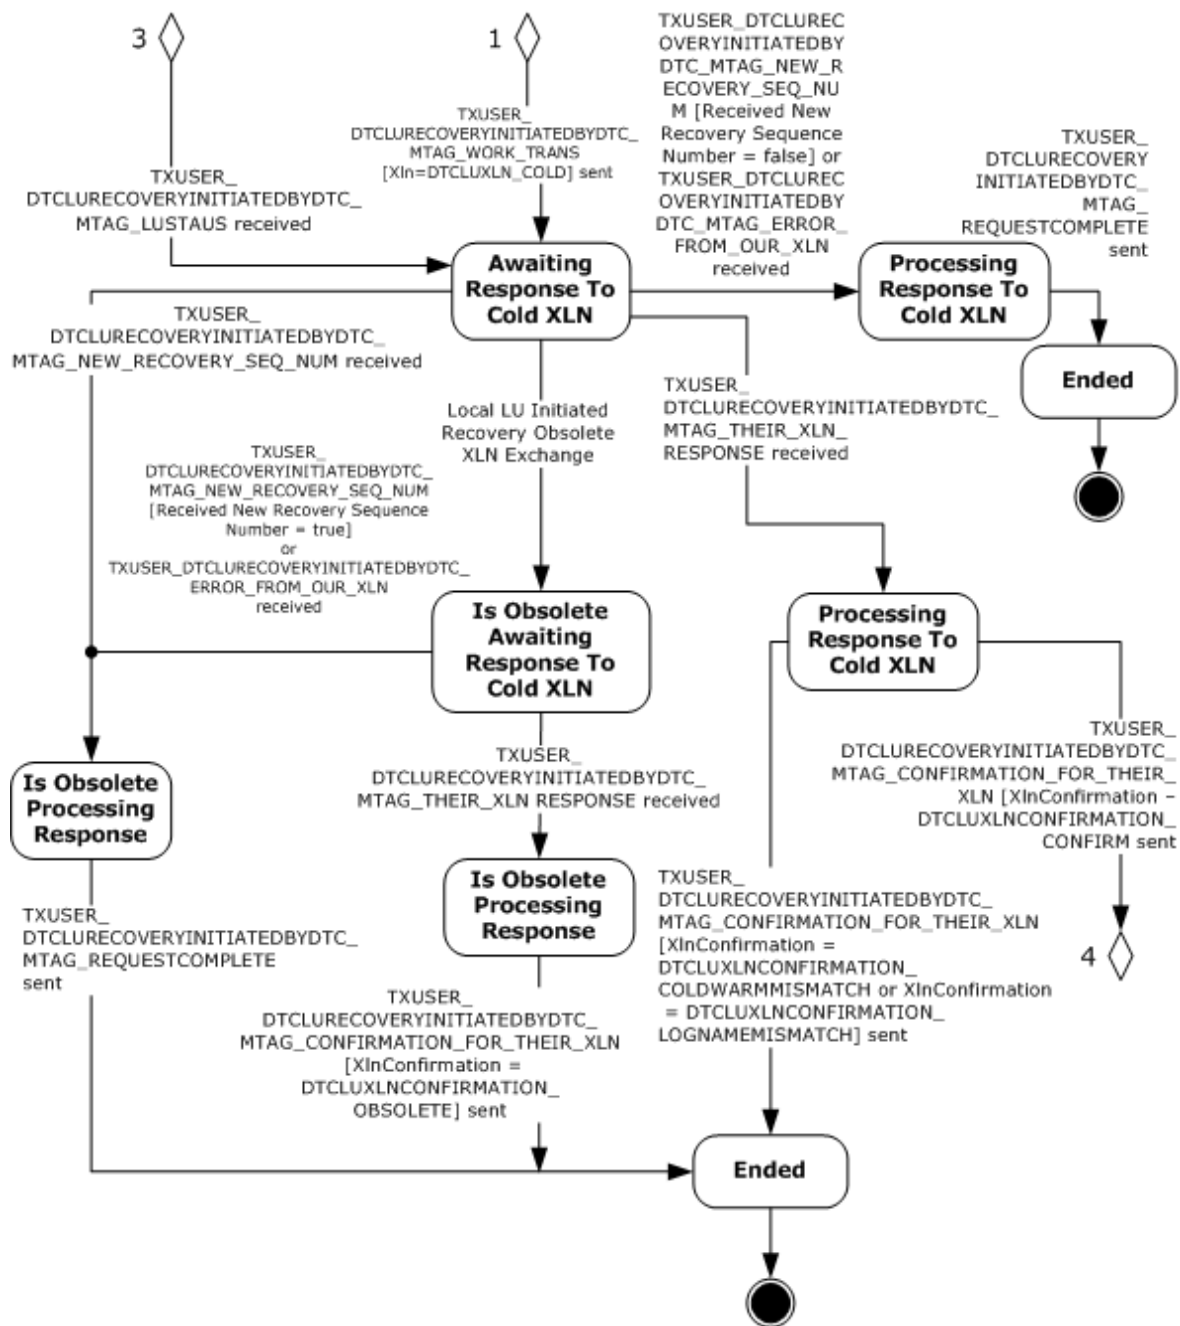 3
1
TXUSER_
DTCLURECOVERYINITIATEDBYDTC_
MTAG_WORK_TRANS
[Xln=DTCLUXLN_COLD] sent
TXUSER_DTCLUREC
OVERYINITIATEDBY
DTC_MTAG_NEW_R
ECOVERY_SEQ_NU
M [Received New
Recovery Sequence
Number = false] or
TXUSER_DTCLUREC
OVERYINITIATEDBY
DTC_MTAG_ERROR_
FROM_OUR_XLN
received
TXUSER_
DTCLURECOVERY
INITIATEDBYDTC_
MTAG_
REQUESTCOMPLETE
sent
TXUSER_
DTCLURECOVERYINITIATEDBYDTC_
MTAG_LUSTAUS received
Awaiting
Response To
Cold XLN
Processing
Response To
Cold XLN
Ended
TXUSER_
DTCLURECOVERYINITIATEDBYDTC_
MTAG_NEW_RECOVERY_SEQ_NUM received
Local LU Initiated
Recovery Obsolete
XLN Exchange
TXUSER_
DTCLURECOVERYINITIATEDBYDTC_
MTAG_THEIR_XLN_
RESPONSE received
TXUSER_
DTCLURECOVERYINITIATEDBYDTC_
MTAG_NEW_RECOVERY_SEQ_NUM
[Received New Recovery Sequence
Number = true]
or
TXUSER_DTCLURECOVERYINITIATEDBYDTC_
ERROR_FROM_OUR_XLN
received
Is Obsolete
Awaiting
Response To
Cold XLN
Processing
Response To
Cold XLN
TXUSER_
DTCLURECOVERYINITIATEDBYDTC_
MTAG_THEIR_XLN RESPONSE received
TXUSER_
DTCLURECOVERYINITIATEDBYDTC_
MTAG_CONFIRMATION_FOR_THEIR_
XLN [XlnConfirmation –
DTCLUXLNCONFIRMATION_
CONFIRM sent
Is Obsolete
Processing
Response
Is Obsolete
Processing
Response
TXUSER_
DTCLURECOVERYINITIATEDBYDTC_
MTAG_REQUESTCOMPLETE
sent
TXUSER_
DTCLURECOVERYINITIATEDBYDTC_
MTAG_CONFIRMATION_FOR_THEIR_XLN
[XlnConfirmation =
DTCLUXLNCONFIRMATION_
COLDWARMMISMATCH or XlnConfirmation
= DTCLUXLNCONFIRMATION_
LOGNAMEMISMATCH] sent
4
TXUSER_
DTCLURECOVERYINITIATEDBYDTC_
MTAG_CONFIRMATION_FOR_THEIR_XLN
[XlnConfirmation =
DTCLUXLNCONFIRMATION_
OBSOLETE] sent
Ended